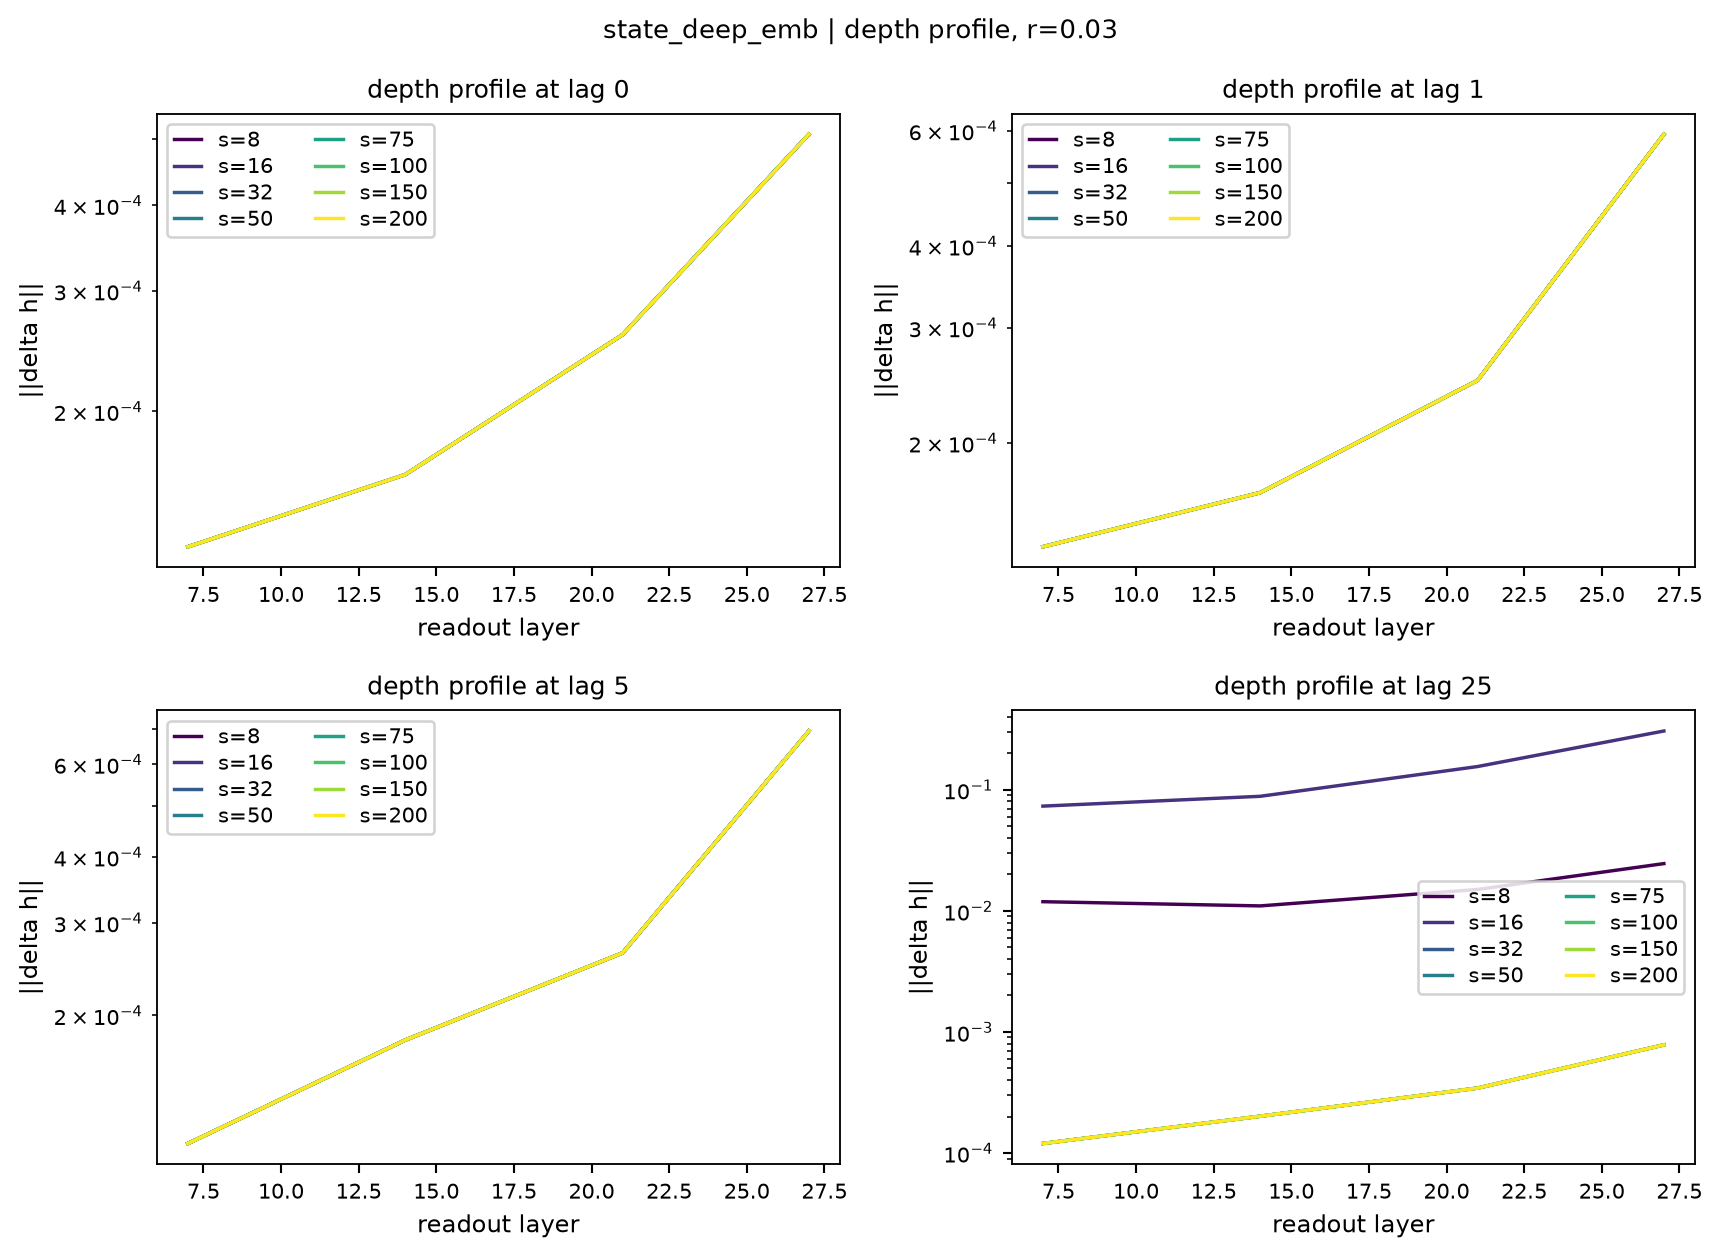 state_deep_emb | depth profile, r=0.03
depth profile at lag 0
s=8 s=75
s=16 s=100
s=32 s=150
s=50 s=200
4 × 10⁻⁴
3 × 10⁻⁴
2 × 10⁻⁴
||delta h||
7.5 10.0 12.5 15.0 17.5 20.0 22.5 25.0 27.5
readout layer
depth profile at lag 1
s=8 s=75
s=16 s=100
s=32 s=150
s=50 s=200
6 × 10⁻⁴
4 × 10⁻⁴
3 × 10⁻⁴
2 × 10⁻⁴
||delta h||
7.5 10.0 12.5 15.0 17.5 20.0 22.5 25.0 27.5
readout layer
depth profile at lag 5
s=8 s=75
s=16 s=100
s=32 s=150
s=50 s=200
6 × 10⁻⁴
4 × 10⁻⁴
3 × 10⁻⁴
2 × 10⁻⁴
||delta h||
7.5 10.0 12.5 15.0 17.5 20.0 22.5 25.0 27.5
readout layer
depth profile at lag 25
10⁻¹
10⁻²
10⁻³
10⁻⁴
||delta h||
s=8 s=75
s=16 s=100
s=32 s=150
s=50 s=200
7.5 10.0 12.5 15.0 17.5 20.0 22.5 25.0 27.5
readout layer